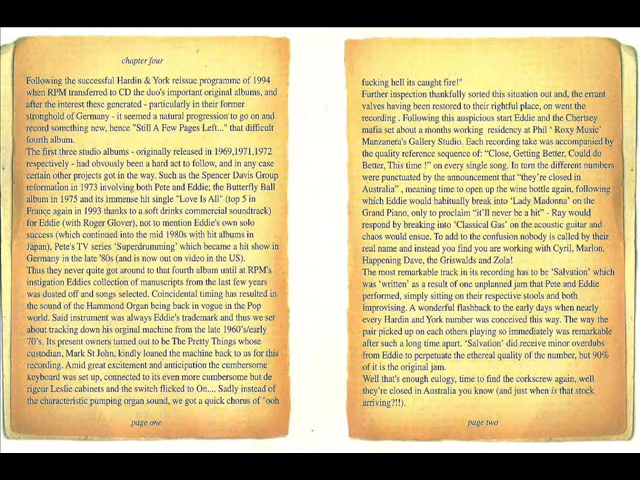 chapter four
Following the successful Hardin & York reissue programme of 1994
when RPM transferred to CD the duo's important original albums, and
after the interest these generated - particularly in their former
stronghold of Germany - it seemed a natural progression to go on and
record something new, hence "Still A Few Pages Left..." that difficult
fourth album.
The first three studio albums - originally released in 1969,1971,1972
respectively - had obviously been a hard act to follow, and in any case
certain other projects got in the way. Such as the Spencer Davis Group
reformation in 1973 involving both Pete and Eddie; the Butterfly Ball
album in 1975 and its immense hit single "Love Is All" (top 5 in
France again in 1993 thanks to a soft drinks commercial soundtrack)
for Eddie (with Roger Glover), not to mention Eddie's own solo
success (which continued into the mid 1980s with hit albums in
Japan), Pete's TV series 'Superdrumming' which became a hit show in
Germany in the late '80s (and is now out on video in the US).
Thus they never quite got around to that fourth album until at RPM's
instigation Eddies collection of manuscripts from the last few years
was dusted off and songs selected. Coincidental timing has resulted in
the sound of the Hammond Organ being back in vogue in the Pop
world. Said instrument was always Eddie's trademark and thus we set
about tracking down his orginal machine from the late 1960's/early
70's. Its present owners turned out to be The Pretty Things whose
custodian, Mark St John, kindly loaned the machine back to us for this
recording. Amid great excitement and anticipation the cumbersome
keyboard was set up, connected to its even more cumbersome but de
rigeur Leslie cabinets and the switch flicked to On.... Sadly instead of
the characteristic pumping organ sound, we got a quick chorus of "ooh
page one
fucking hell its caught fire!"
Further inspection thankfully sorted this situation out and, the errant
valves having been restored to their rightful place, on went the
recording . Following this auspicious start Eddie and the Chertsey
mafia set about a months working residency at Phil ' Roxy Music'
Manzanera's Gallery Studio. Each recording take was accompanied by
the quality reference sequence of: "Close, Getting Better, Could do
Better, This time !" on every single song. In turn the different numbers
were punctuated by the announcement that "they're closed in
Australia" , meaning time to open up the wine bottle again, following
which Eddie would habitually break into 'Lady Madonna' on the
Grand Piano, only to proclaim "it'll never be a hit" - Ray would
respond by breaking into 'Classical Gas' on the acoustic guitar and
chaos would ensue. To add to the confusion nobody is called by their
real name and instead you find you are working with Cyril, Marlon,
Happening Dave, the Griswalds and Zola!
The most remarkable track in its recording has to be 'Salvation' which
was 'written' as a result of one unplanned jam that Pete and Eddie
performed, simply sitting on their respective stools and both
improvising. A wonderful flashback to the early days when nearly
every Hardin and York number was conceived this way. The way the
pair picked up on each others playing so immediately was remarkable
after such a long time apart. 'Salvation' did receive minor overdubs
from Eddie to perpetuate the ethereal quality of the number, but 90%
of it is the original jam.
Well that's enough eulogy, time to find the corkscrew again, well
they're closed in Australia you know (and just when is that stock
arriving?!!).
page two